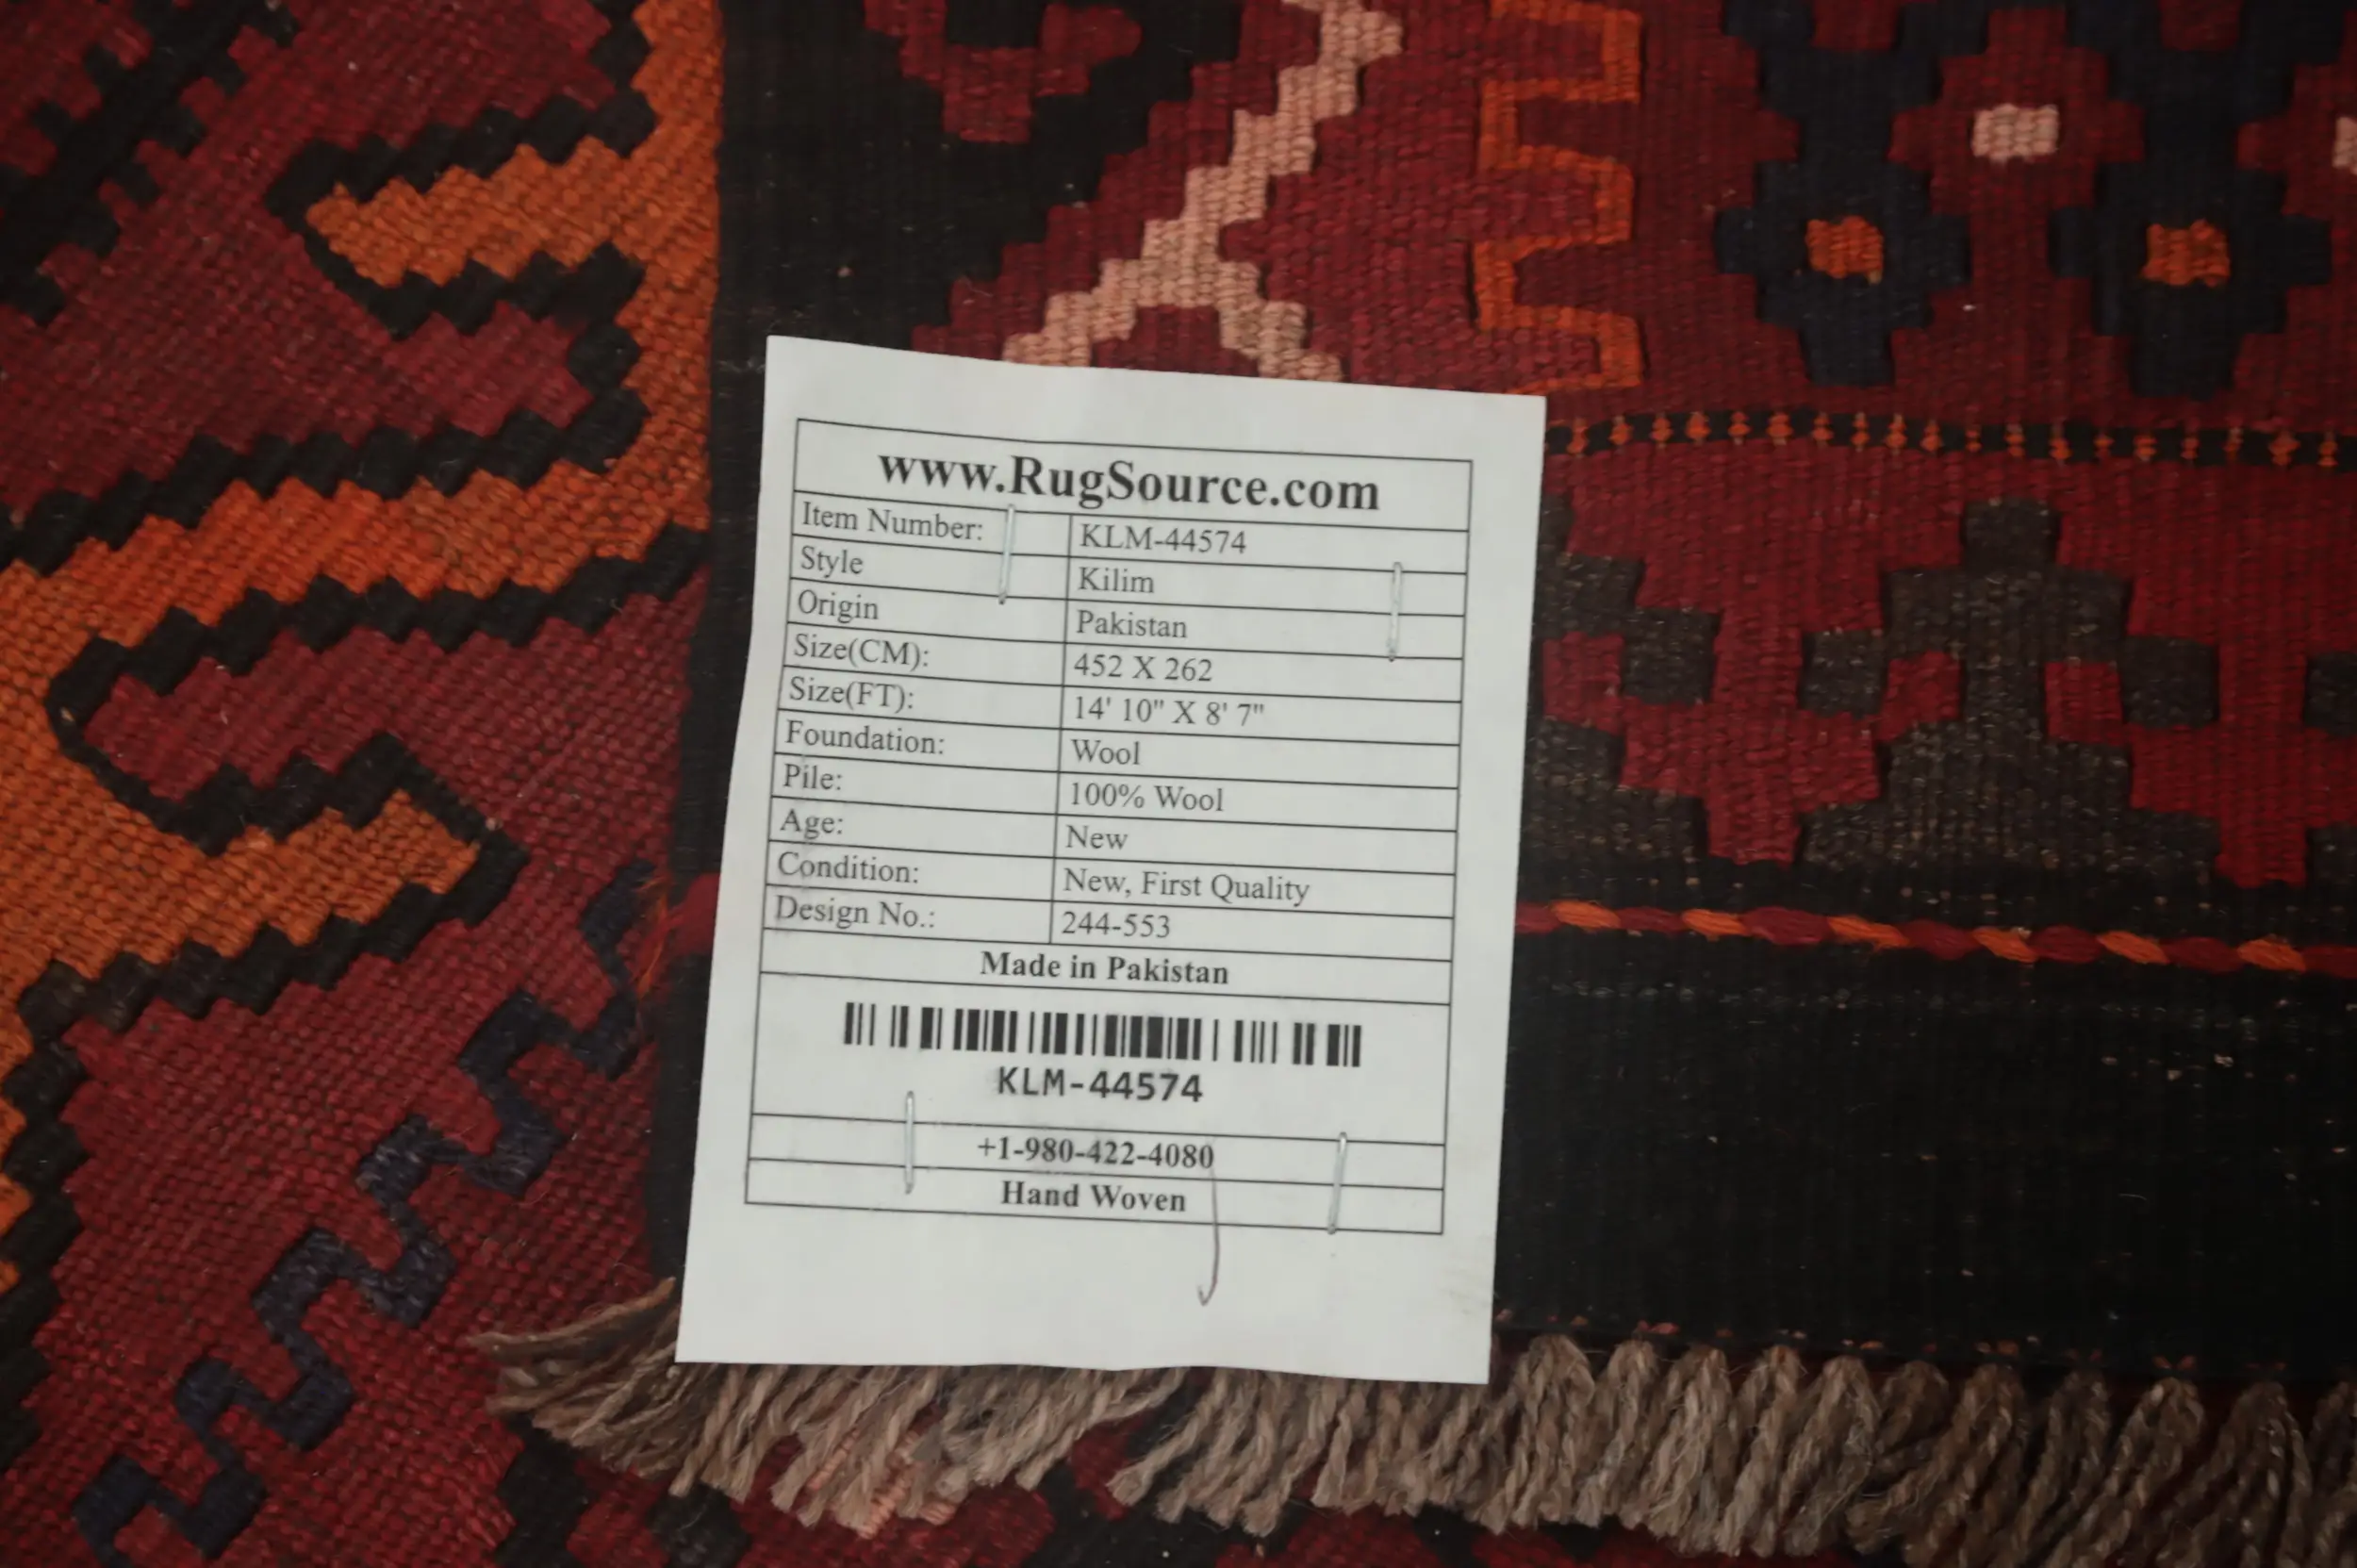 www.RugSource.com
Item Number: KLM-44574
Style Kilim
Origin Pakistan
Size(CM): 452 X 262
Size(FT): 14' 10" X 8' 7"
Foundation: Wool
Pile: 100% Wool
Age: New
Condition: New, First Quality
Design No.: 244-553
Made in Pakistan
KLM-44574
+1-980-422-4080
Hand Woven